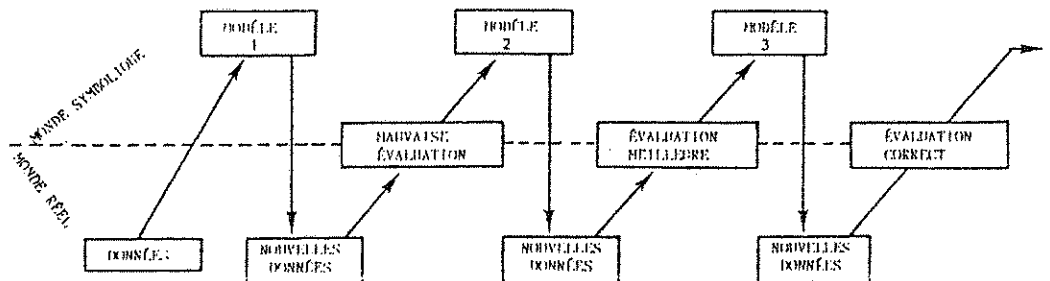 MODÈLE
1
MODÈLE
2
MODÈLE
3
MONDE SYMBOLIQUE
MAUVAISE
ÉVALUATION
ÉVALUATION
MEILLEURE
ÉVALUATION
CORRECT
MONDE RÉEL
DONNÉES
NOUVELLES
DONNÉES
NOUVELLES
DONNÉES
NOUVELLES
DONNÉES